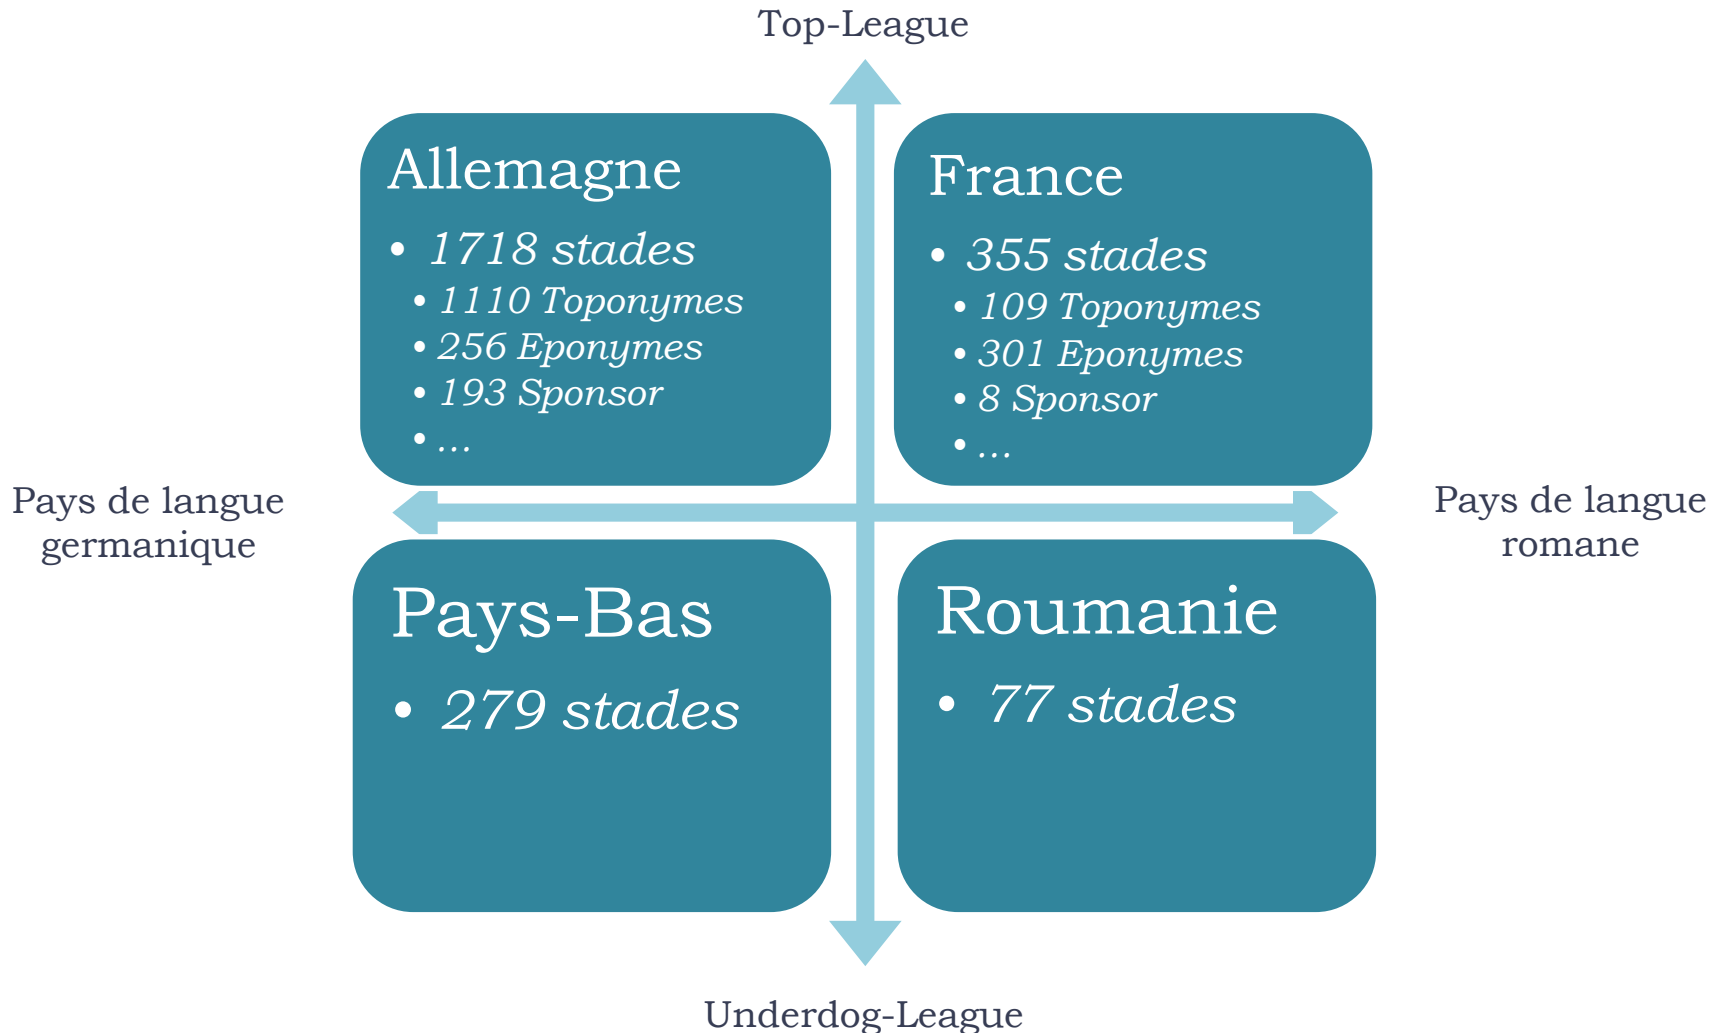 Top-League
Allemagne
• 1718 stades
• 1110 Toponymes
• 256 Eponymes
• 193 Sponsor
• ...
France
• 355 stades
• 109 Toponymes
• 301 Eponymes
• 8 Sponsor
• ...
Pays de langue
germanique
Pays de langue
romane
Pays-Bas
• 279 stades
Roumanie
• 77 stades
Underdog-League